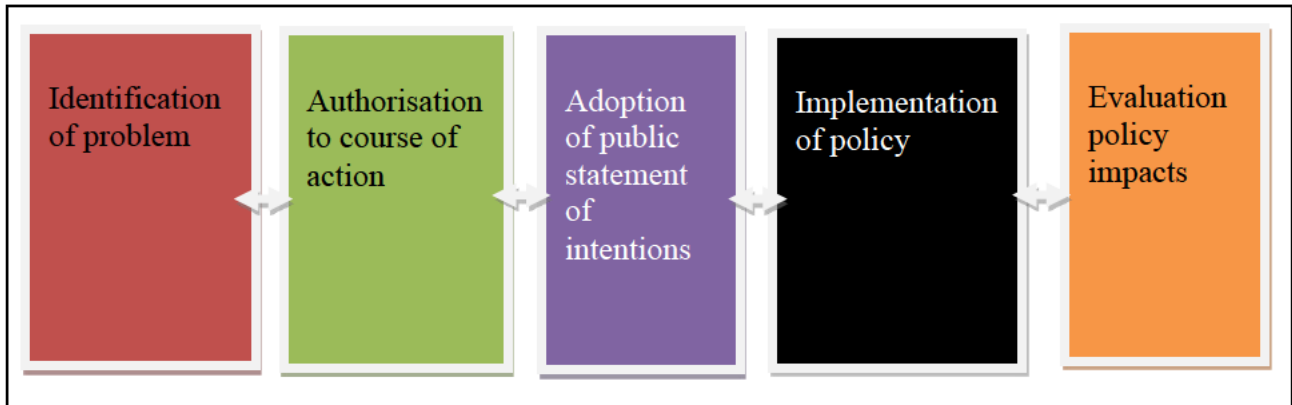 Identification
of problem
Authorisation
to course of
action
Adoption
of public
statement
of
intentions
Implementation
of policy
Evaluation
policy
impacts